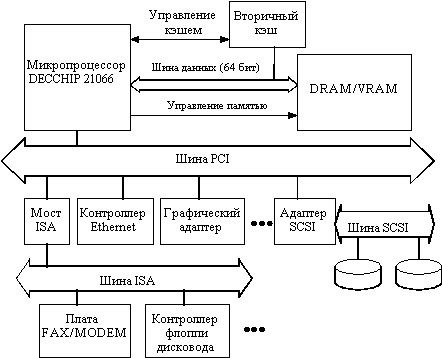 Управление
кэшем
Вторичный
кэш
Микропроцессор
DECCHIP 21066
Шина данных (64 бит)
DRAM/VRAM
Управление памятью
Шина PCI
Мост
ISA
Контроллер
Ethernet
Графический
адаптер
Адаптер
SCSI
Шина SCSI
Шина ISA
Плата
FAX/MODEM
Контроллер
флоппи
дисковода